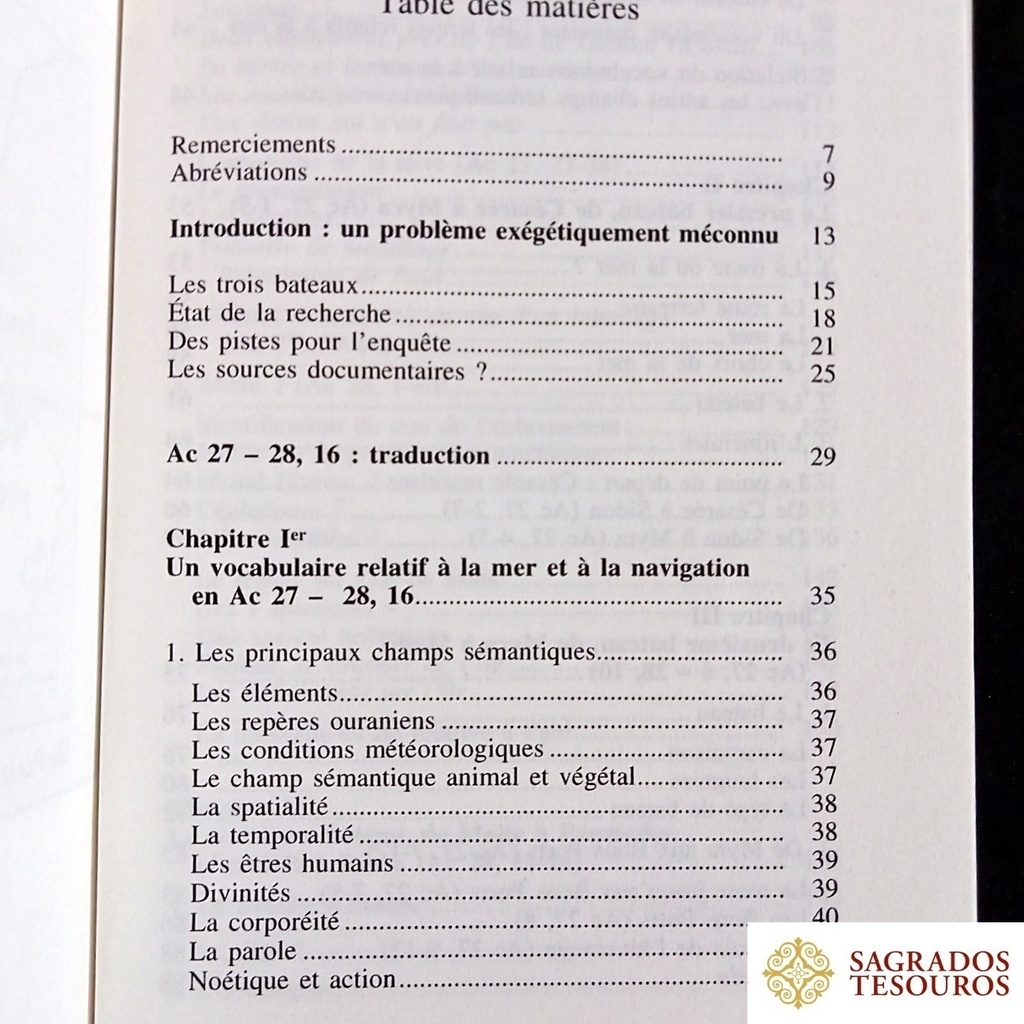 Table des matières
Remerciements ........ 7
Abréviations ........ 9
Introduction : un problème exégétiquement méconnu 13
Les trois bateaux ........ 15
État de la recherche ........ 18
Des pistes pour l'enquête ........ 21
Les sources documentaires ? ........ 25
Ac 27 – 28, 16 : traduction ........ 29
Chapitre Ier
Un vocabulaire relatif à la mer et à la navigation
en Ac 27 – 28, 16 ........ 35
1. Les principaux champs sémantiques ........ 36
Les éléments ........ 36
Les repères ouraniens ........ 37
Les conditions météorologiques ........ 37
Le champ sémantique animal et végétal ........ 37
La spatialité ........ 38
La temporalité ........ 38
Les êtres humains ........ 39
Divinités ........ 39
La corporéité ........ 40
La parole ........
Noétique et action ........
SAGRADOS
TESOUROS